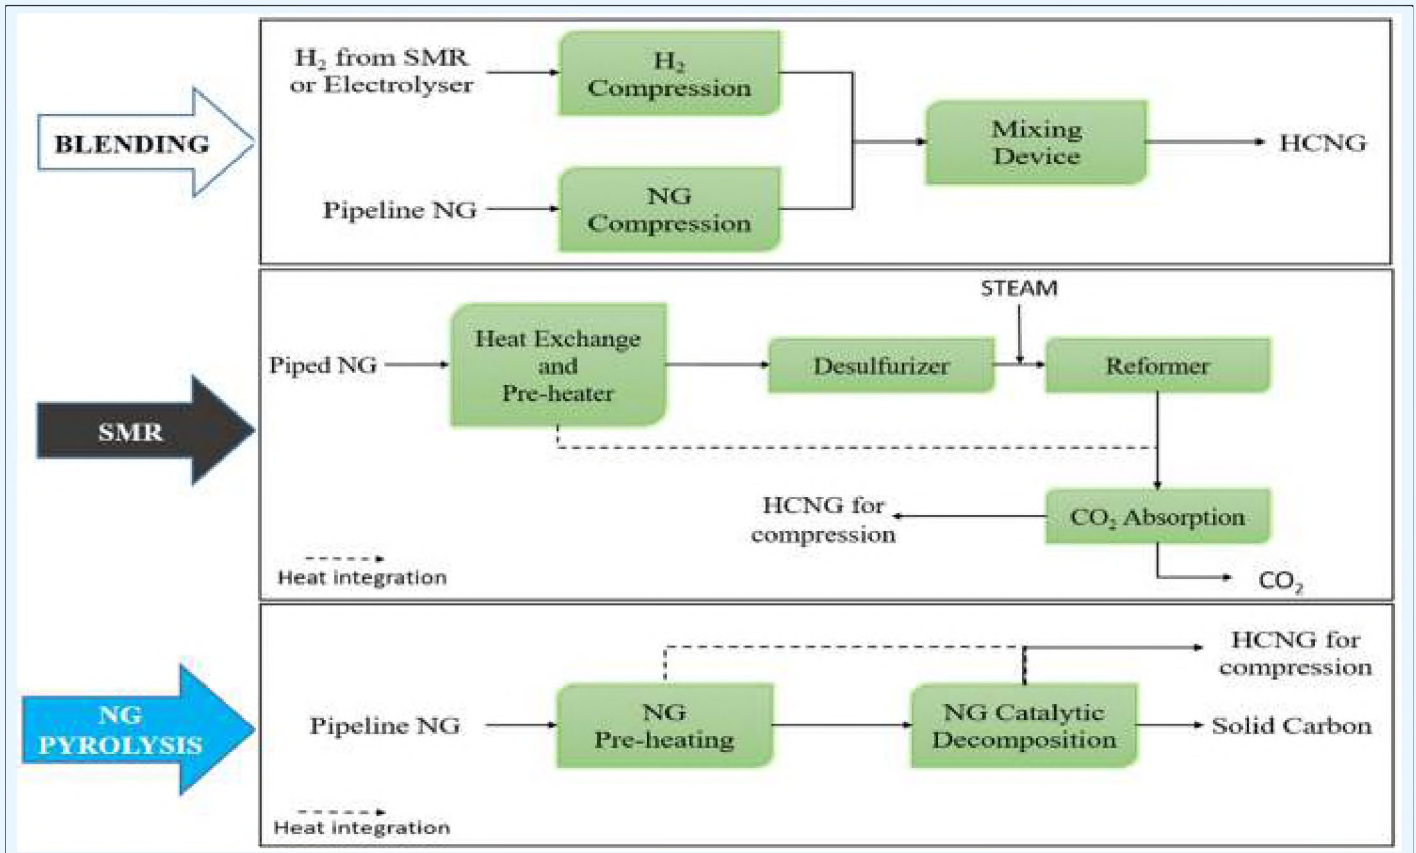 BLENDING
H₂ from SMR
or Electrolyser
H₂
Compression
Pipeline NG
NG
Compression
Mixing
Device
HCNG
SMR
Piped NG
Heat Exchange
and
Pre-heater
Desulfurizer
STEAM
Reformer
CO₂ Absorption
HCNG for
compression
CO₂
Heat integration
NG
PYROLYSIS
Pipeline NG
NG
Pre-heating
NG Catalytic
Decomposition
HCNG for
compression
Solid Carbon
Heat integration